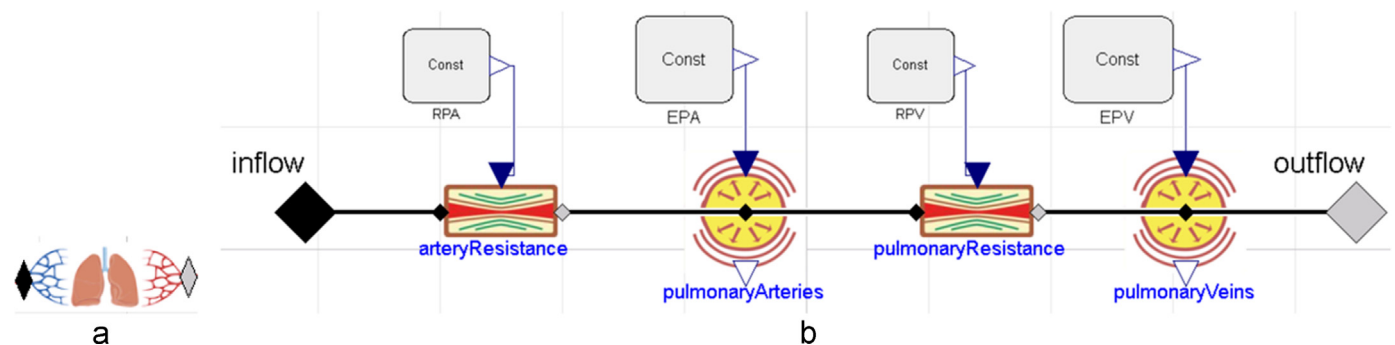 Const
Const
Const
Const
RPA
EPA
RPV
EPV
inflow
outflow
arteryResistance
pulmonaryResistance
pulmonaryArteries
pulmonaryVeins
a
b